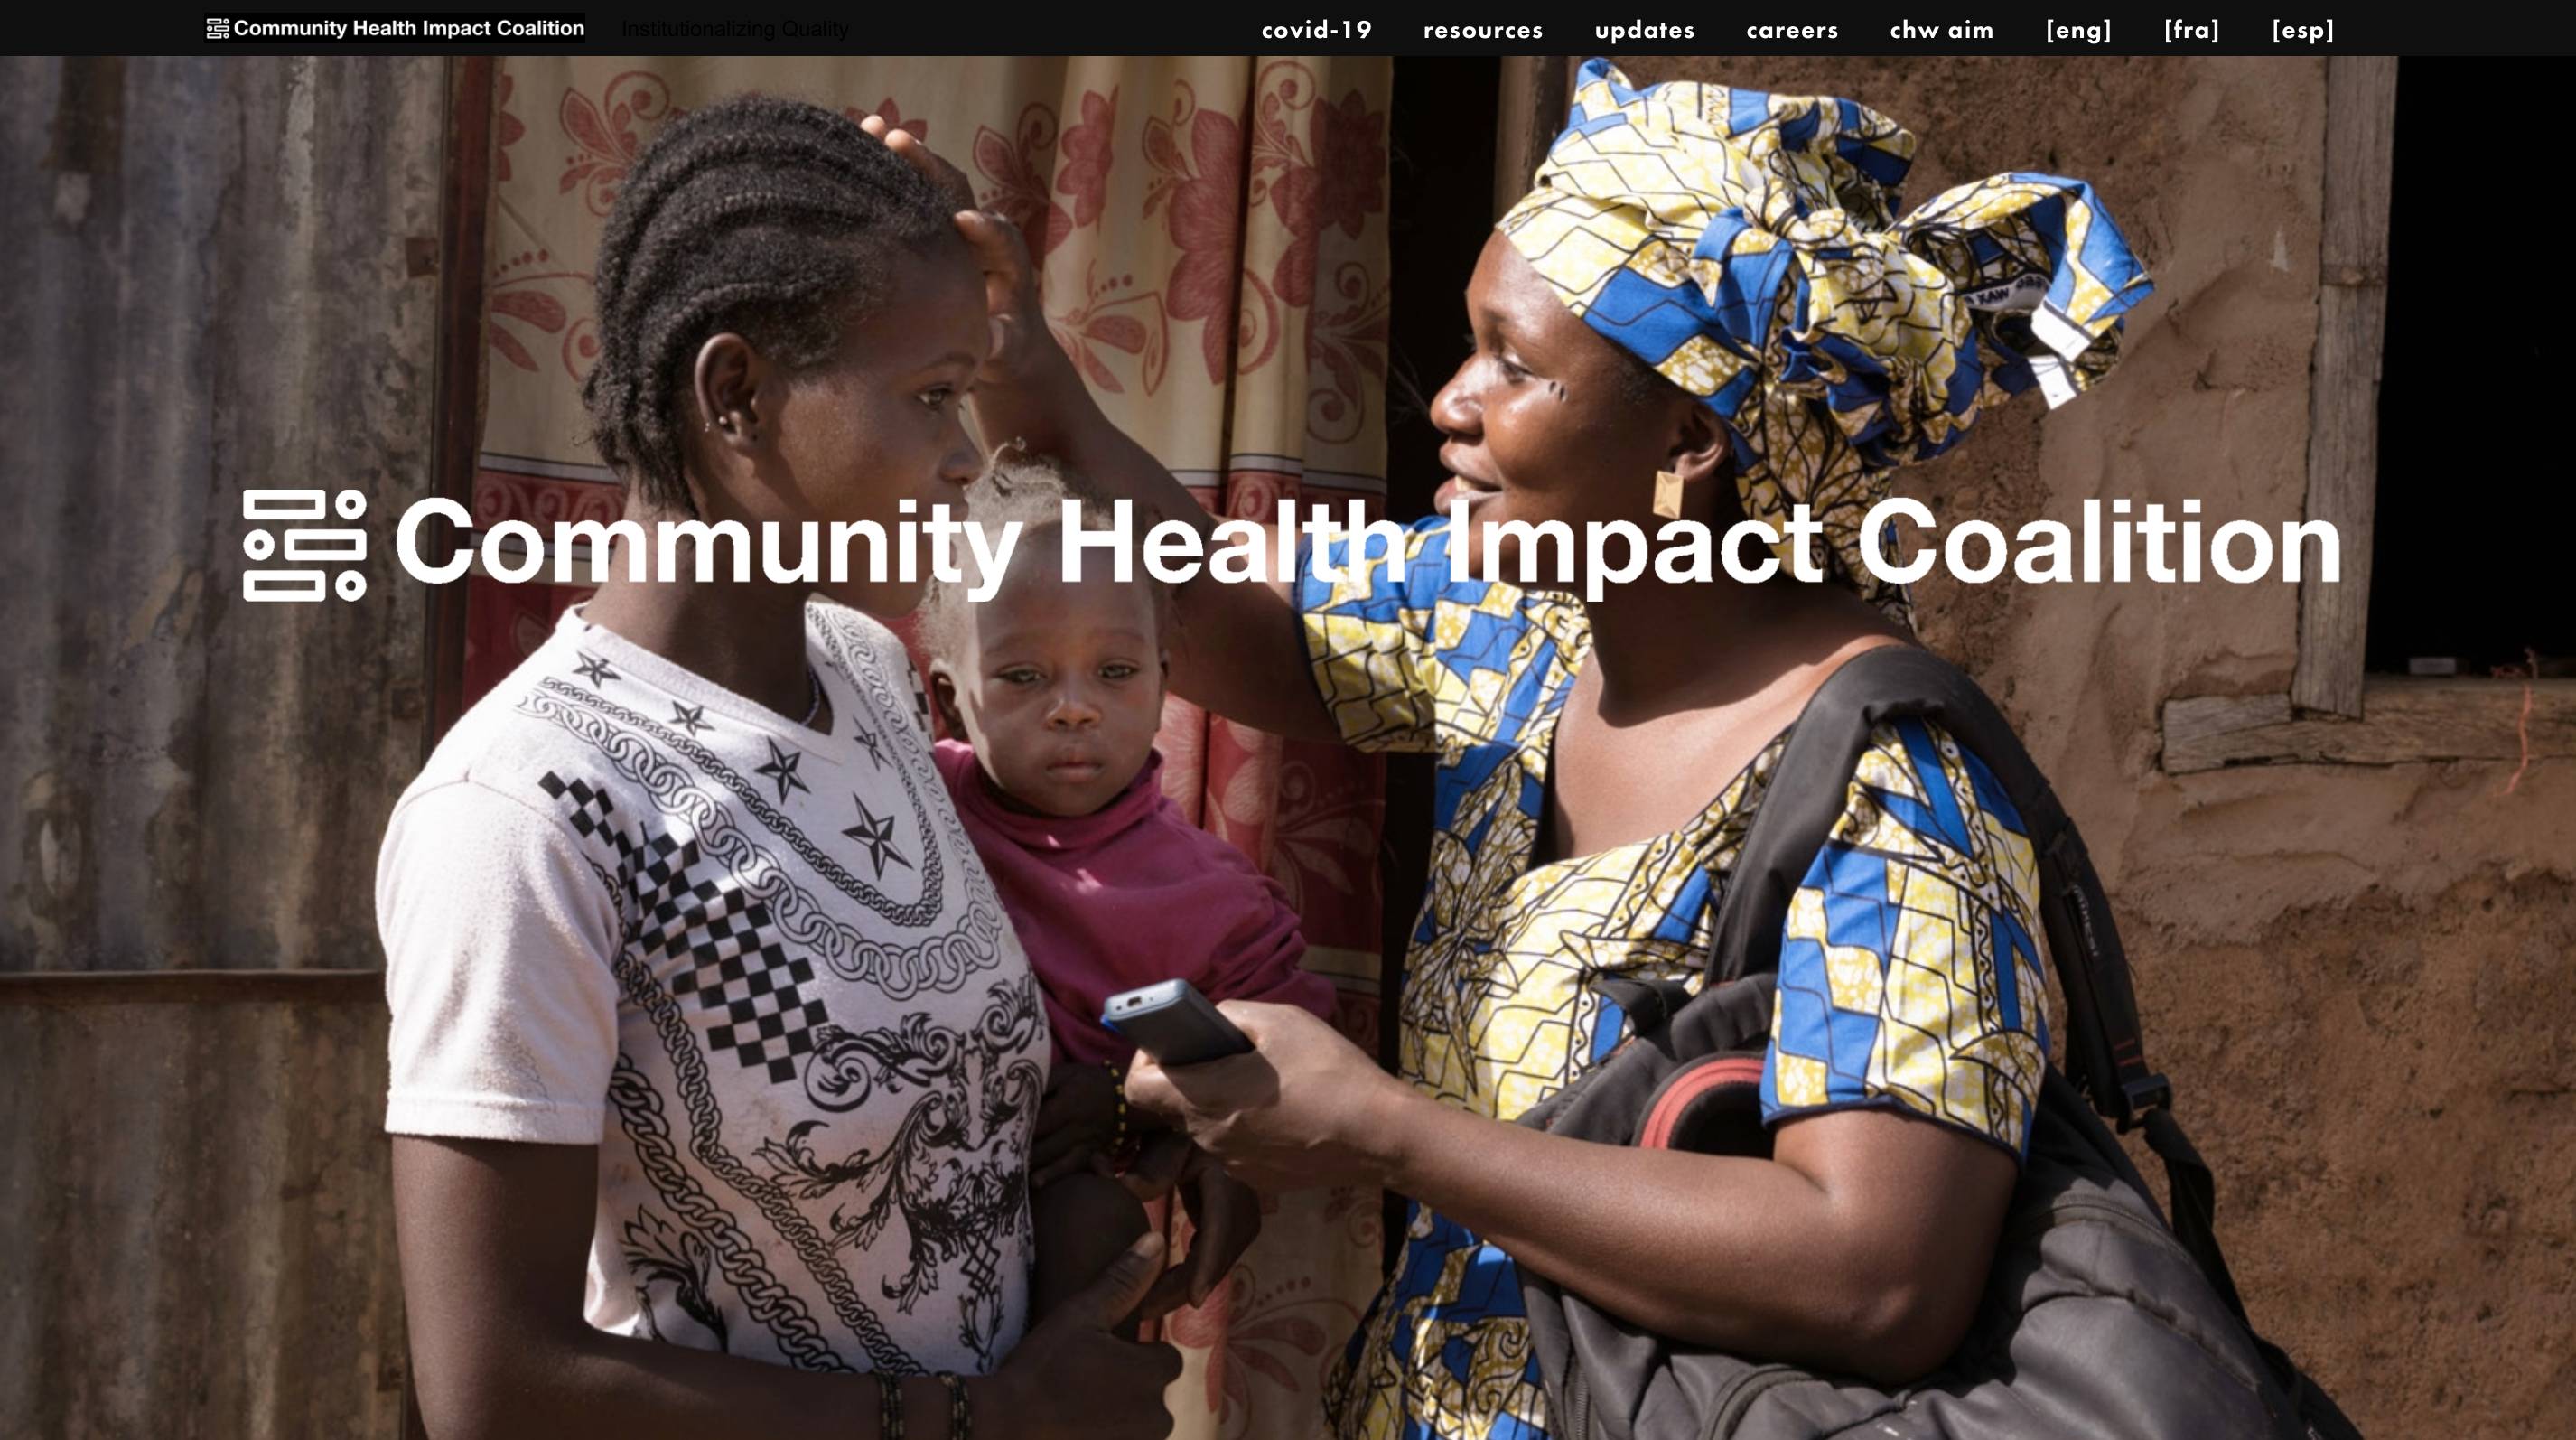 Community Health Impact Coalition
Institutionalizing Quality
covid-19 resources updates careers chw aim [eng] [fra] [esp]
Community Health Impact Coalition